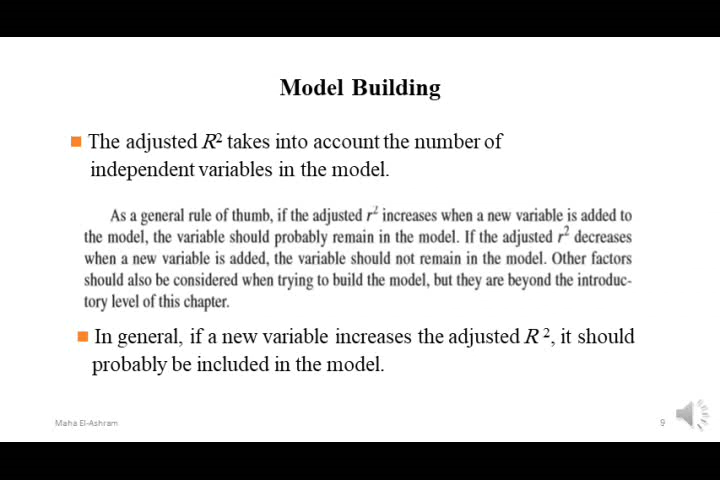 Model Building
The adjusted R² takes into account the number of
independent variables in the model.
As a general rule of thumb, if the adjusted r² increases when a new variable is added to
the model, the variable should probably remain in the model. If the adjusted r² decreases
when a new variable is added, the variable should not remain in the model. Other factors
should also be considered when trying to build the model, but they are beyond the introduc-
tory level of this chapter.
In general, if a new variable increases the adjusted R ², it should
probably be included in the model.
Maha El-Ashram
9